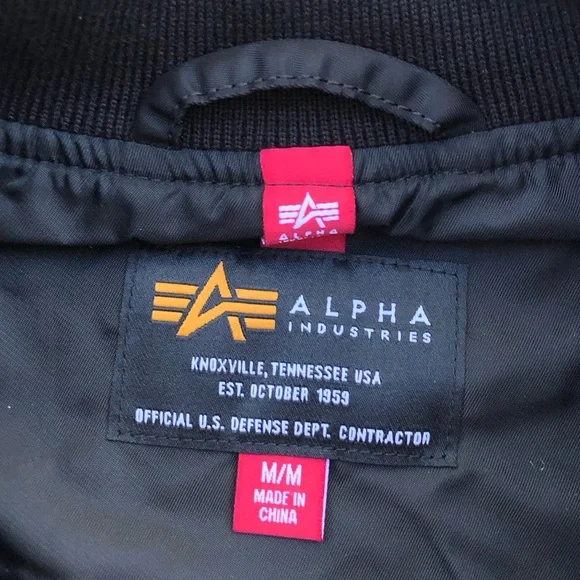 ALPHA
ALPHA
INDUSTRIES
KNOXVILLE, TENNESSEE USA
EST. OCTOBER 1959
OFFICIAL U.S. DEFENSE DEPT. CONTRACTOR
M/M
MADE IN
CHINA